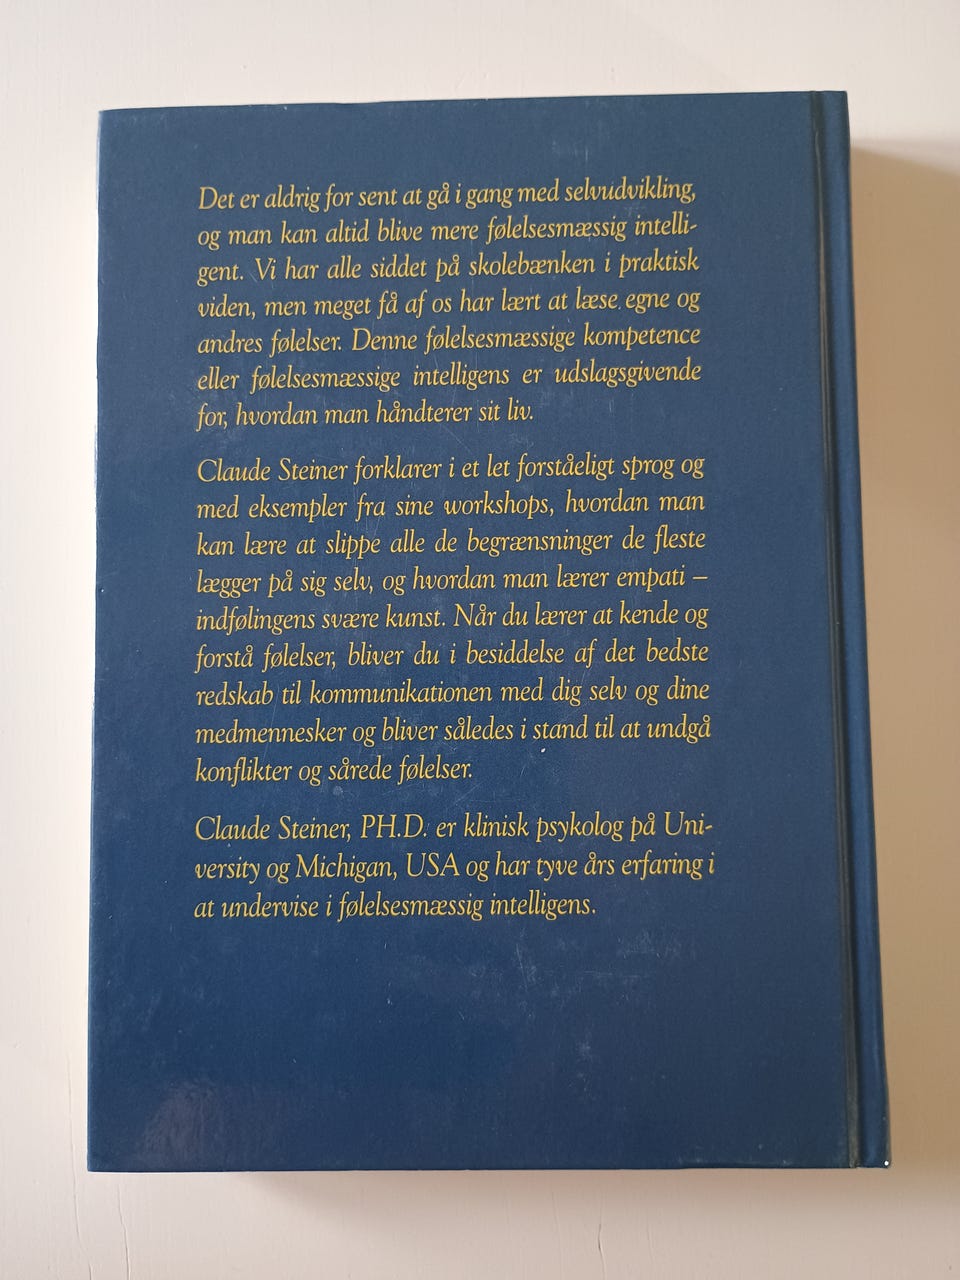 Det er aldrig for sent at gå i gang med selvudvikling,
og man kan altid blive mere følelsesmæssig intelli-
gent. Vi har alle siddet på skolebænken i praktisk
viden, men meget få af os har lært at læse egne og
andres følelser. Denne følelsesmæssige kompetence
eller følelsesmæssige intelligens er udslagsgivende
for, hvordan man håndterer sit liv.
Claude Steiner forklarer i et let forståeligt sprog og
med eksempler fra sine workshops, hvordan man
kan lære at slippe alle de begrænsninger de fleste
lægger på sig selv, og hvordan man lærer empati –
indfølingens svære kunst. Når du lærer at kende og
forstå følelser, bliver du i besiddelse af det bedste
redskab til kommunikationen med dig selv og dine
medmennesker og bliver således i stand til at undgå
konflikter og sårede følelser.
Claude Steiner, PH.D. er klinisk psykolog på Uni-
versity og Michigan, USA og har tyve års erfaring i
at undervise i følelsesmæssig intelligens.